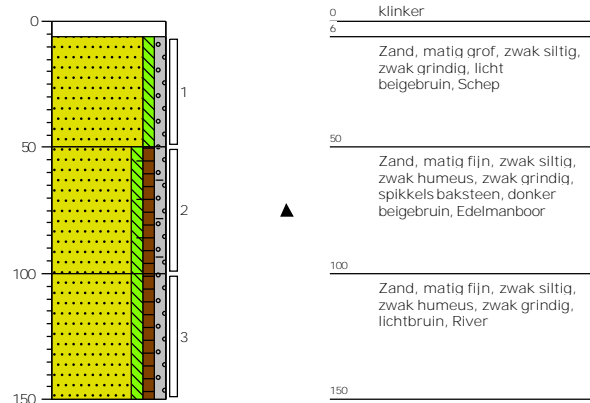 0
50
100
150
1
2
3
0
klinker
6
Zand, matig grof, zwak siltig,
zwak grindig, licht
beigebruin, Schep
50
Zand, matig fijn, zwak siltig,
zwak humeus, zwak grindig,
spikkels baksteen, donker
beigebruin, Edelmanboor
100
Zand, matig fijn, zwak siltig,
zwak humeus, zwak grindig,
lichtbruin, River
150